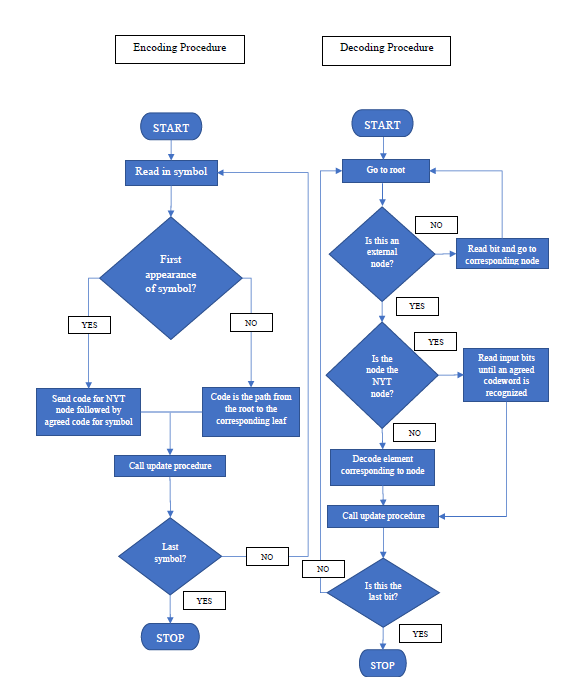 Encoding Procedure
START
Read in symbol
First
appearance
of symbol?
YES
NO
Send code for NYT
node followed by
agreed code for symbol
Code is the path from
the root to the
corresponding leaf
Call update procedure
Last
symbol?
NO
YES
STOP
Decoding Procedure
START
Go to root
Is this an
external
node?
NO
Read bit and go to
corresponding node
YES
Is the
node the
NYT
node?
YES
Read input bits
until an agreed
codeword is
recognized
NO
Decode element
corresponding to node
Call update procedure
Is this the
last bit?
NO
YES
STOP